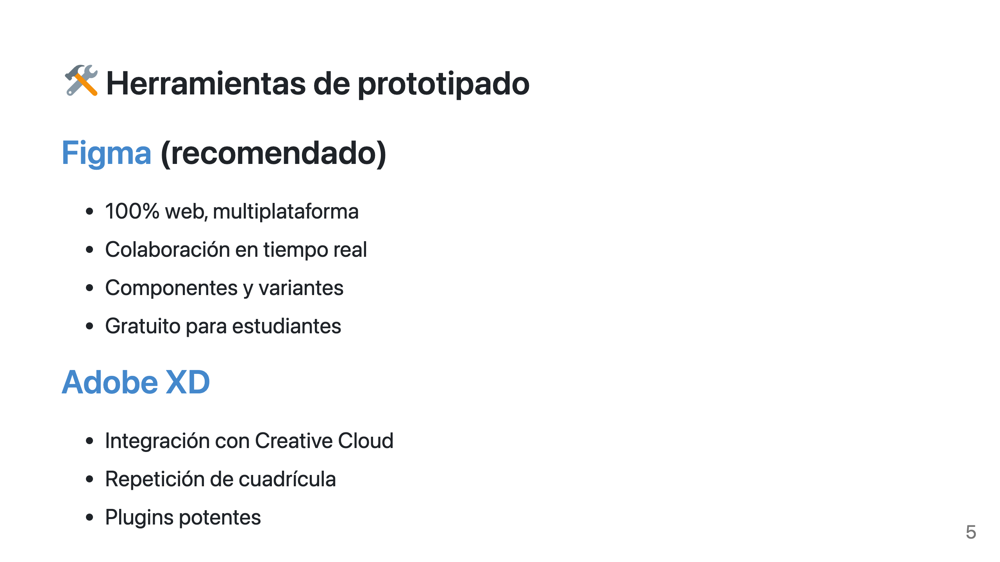 🛠 Herramientas de prototipado
Figma (recomendado)
• 100% web, multiplataforma
• Colaboración en tiempo real
• Componentes y variantes
• Gratuito para estudiantes
Adobe XD
• Integración con Creative Cloud
• Repetición de cuadrícula
• Plugins potentes
5